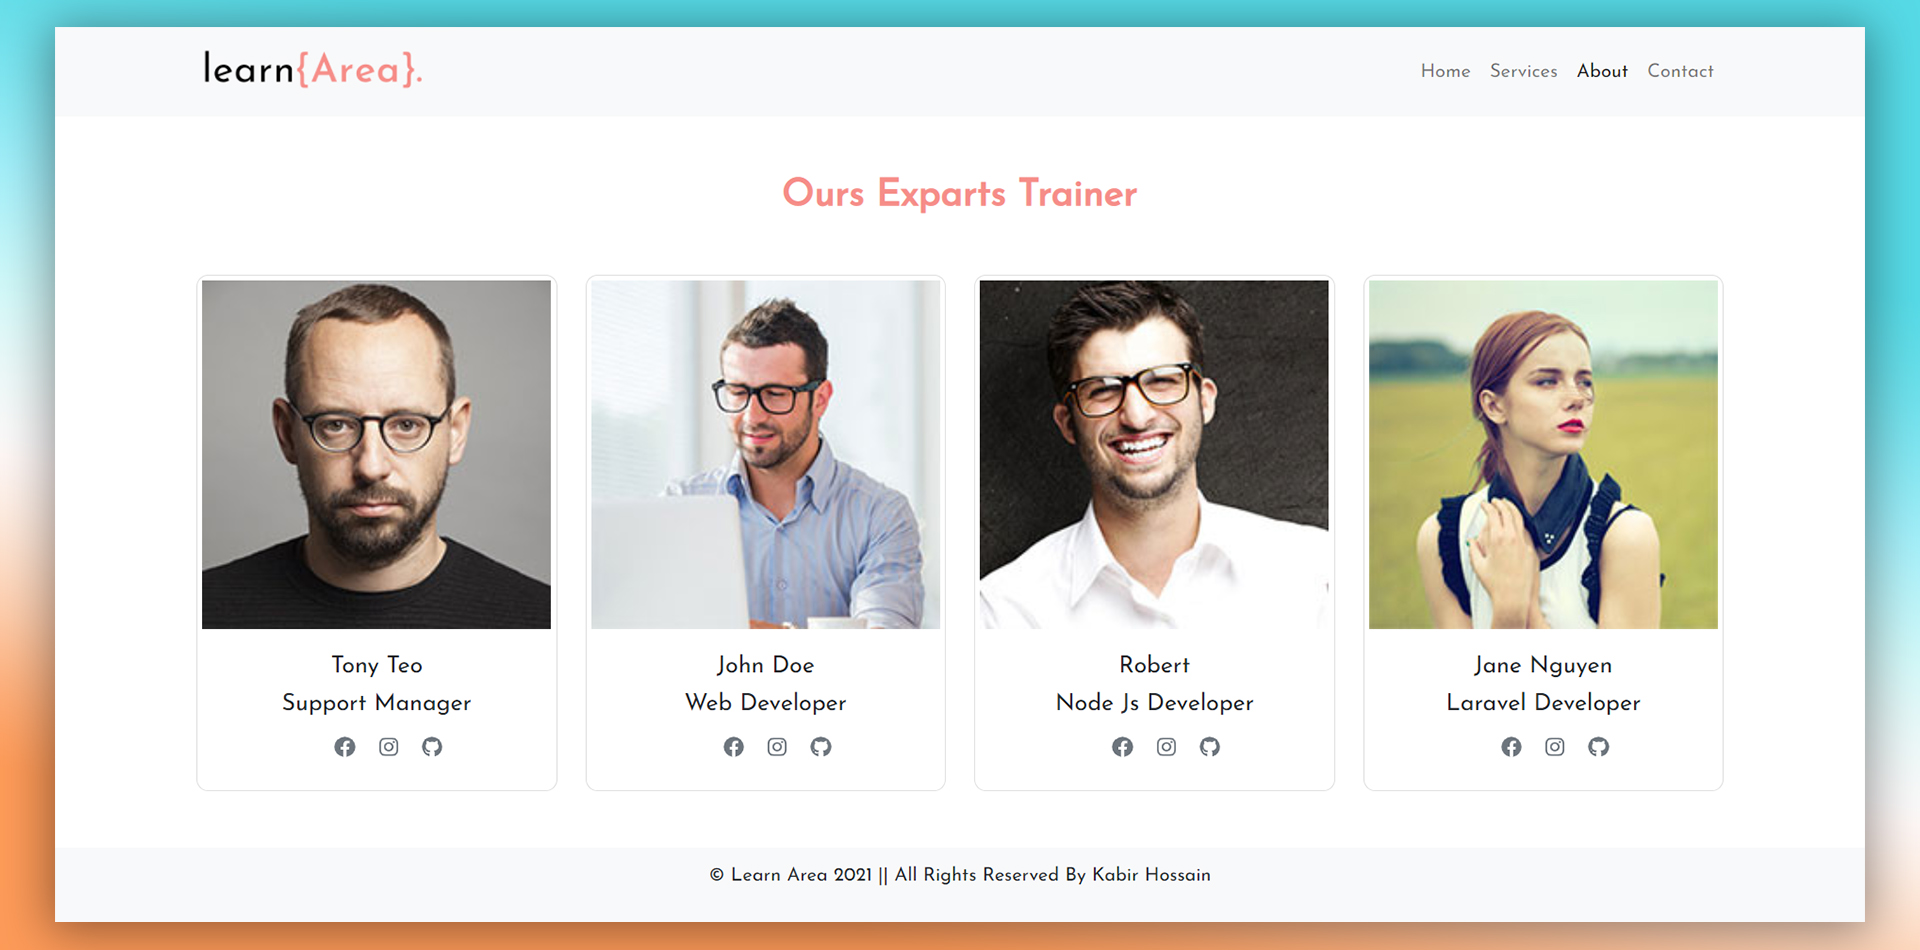 learn{Area}.
Home Services About Contact
Ours Exparts Trainer
Tony Teo
Support Manager
John Doe
Web Developer
Robert
Node Js Developer
Jane Nguyen
Laravel Developer
© Learn Area 2021 || All Rights Reserved By Kabir Hossain